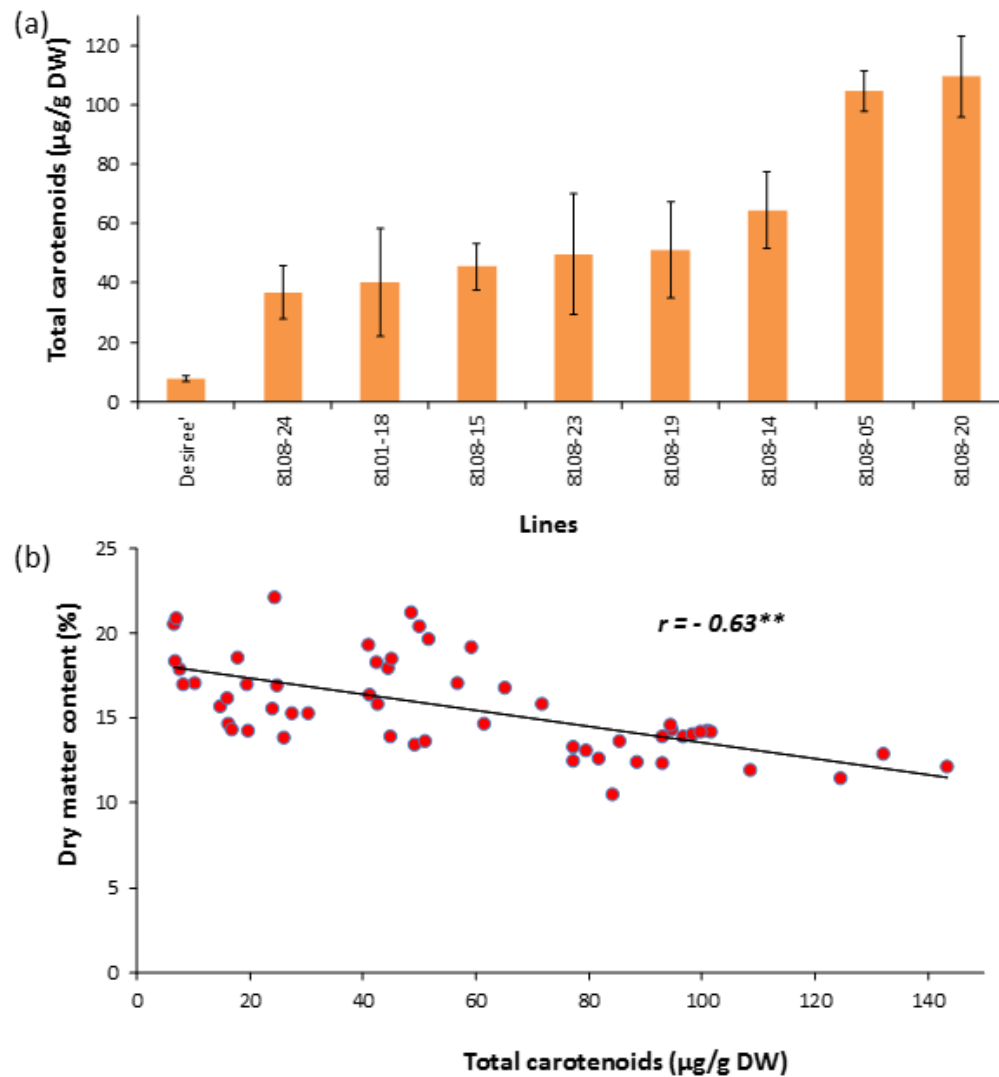 (a)
Total carotenoids (µg/g DW)
120
100
80
60
40
20
0
Desiree'
8108-24
8101-18
8108-15
8108-23
8108-19
8108-14
8108-05
8108-20
Lines
(b)
Dry matter content (%)
25
20
15
10
5
0
r = - 0.63**
0 20 40 60 80 100 120 140
Total carotenoids (µg/g DW)